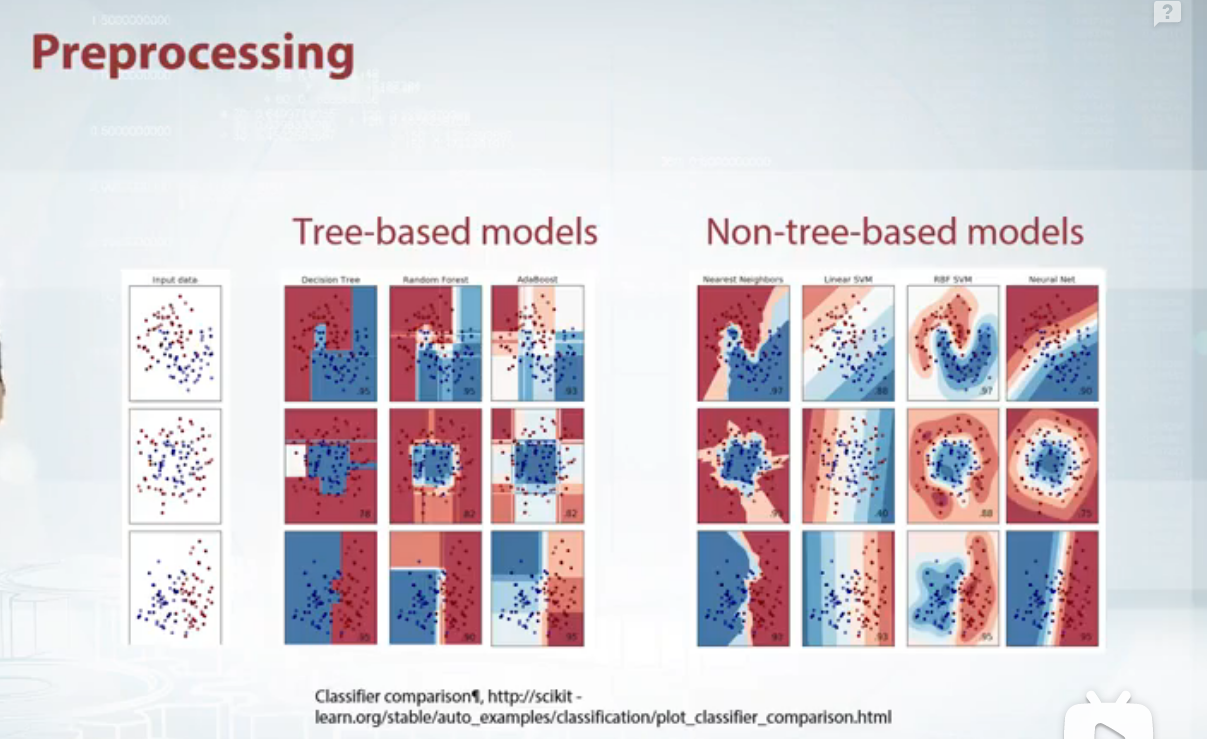 Preprocessing
Tree-based models
Non-tree-based models
Input data
Decision Tree
Random Forest
AdaBoost
Nearest Neighbors
Linear SVM
RBF SVM
Neural Net
.95
.95
.93
.97
.88
.97
.90
.78
.82
.82
.93
.40
.88
.75
.95
.90
.95
.93
.93
.95
.95
Classifier comparison¶, http://scikit -
learn.org/stable/auto_examples/classification/plot_classifier_comparison.html
?